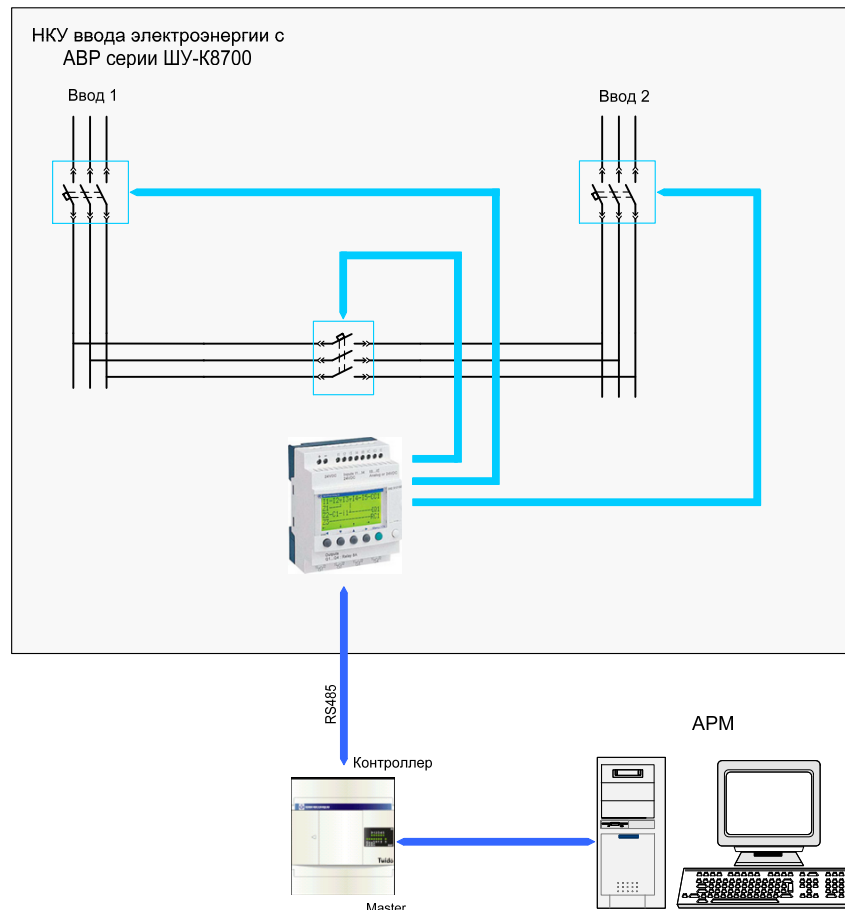 НКУ ввода электроэнергии с
АВР серии ШУ-К8700
Ввод 1
Ввод 2
RS485
АРМ
Контроллер
Twido
Master